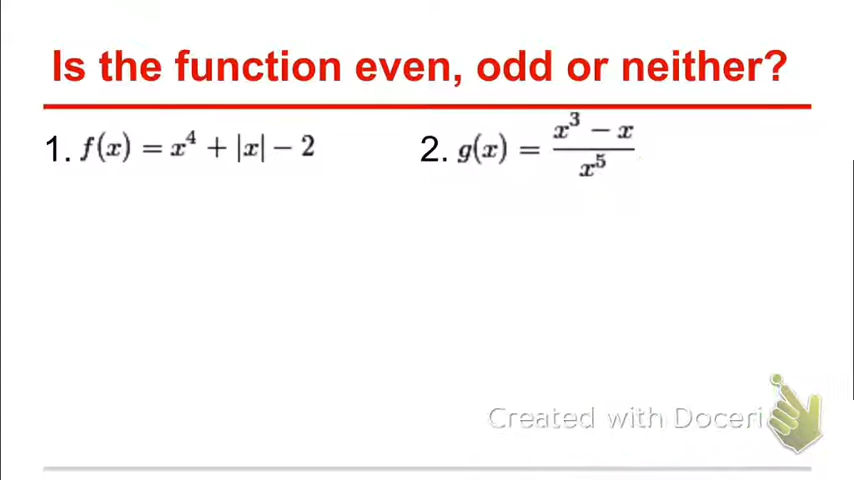 Is the function even, odd or neither?
1. f(x) = x⁴ + |x| − 2
2. g(x) = (x³ − x)/x⁵
Created with Doceri